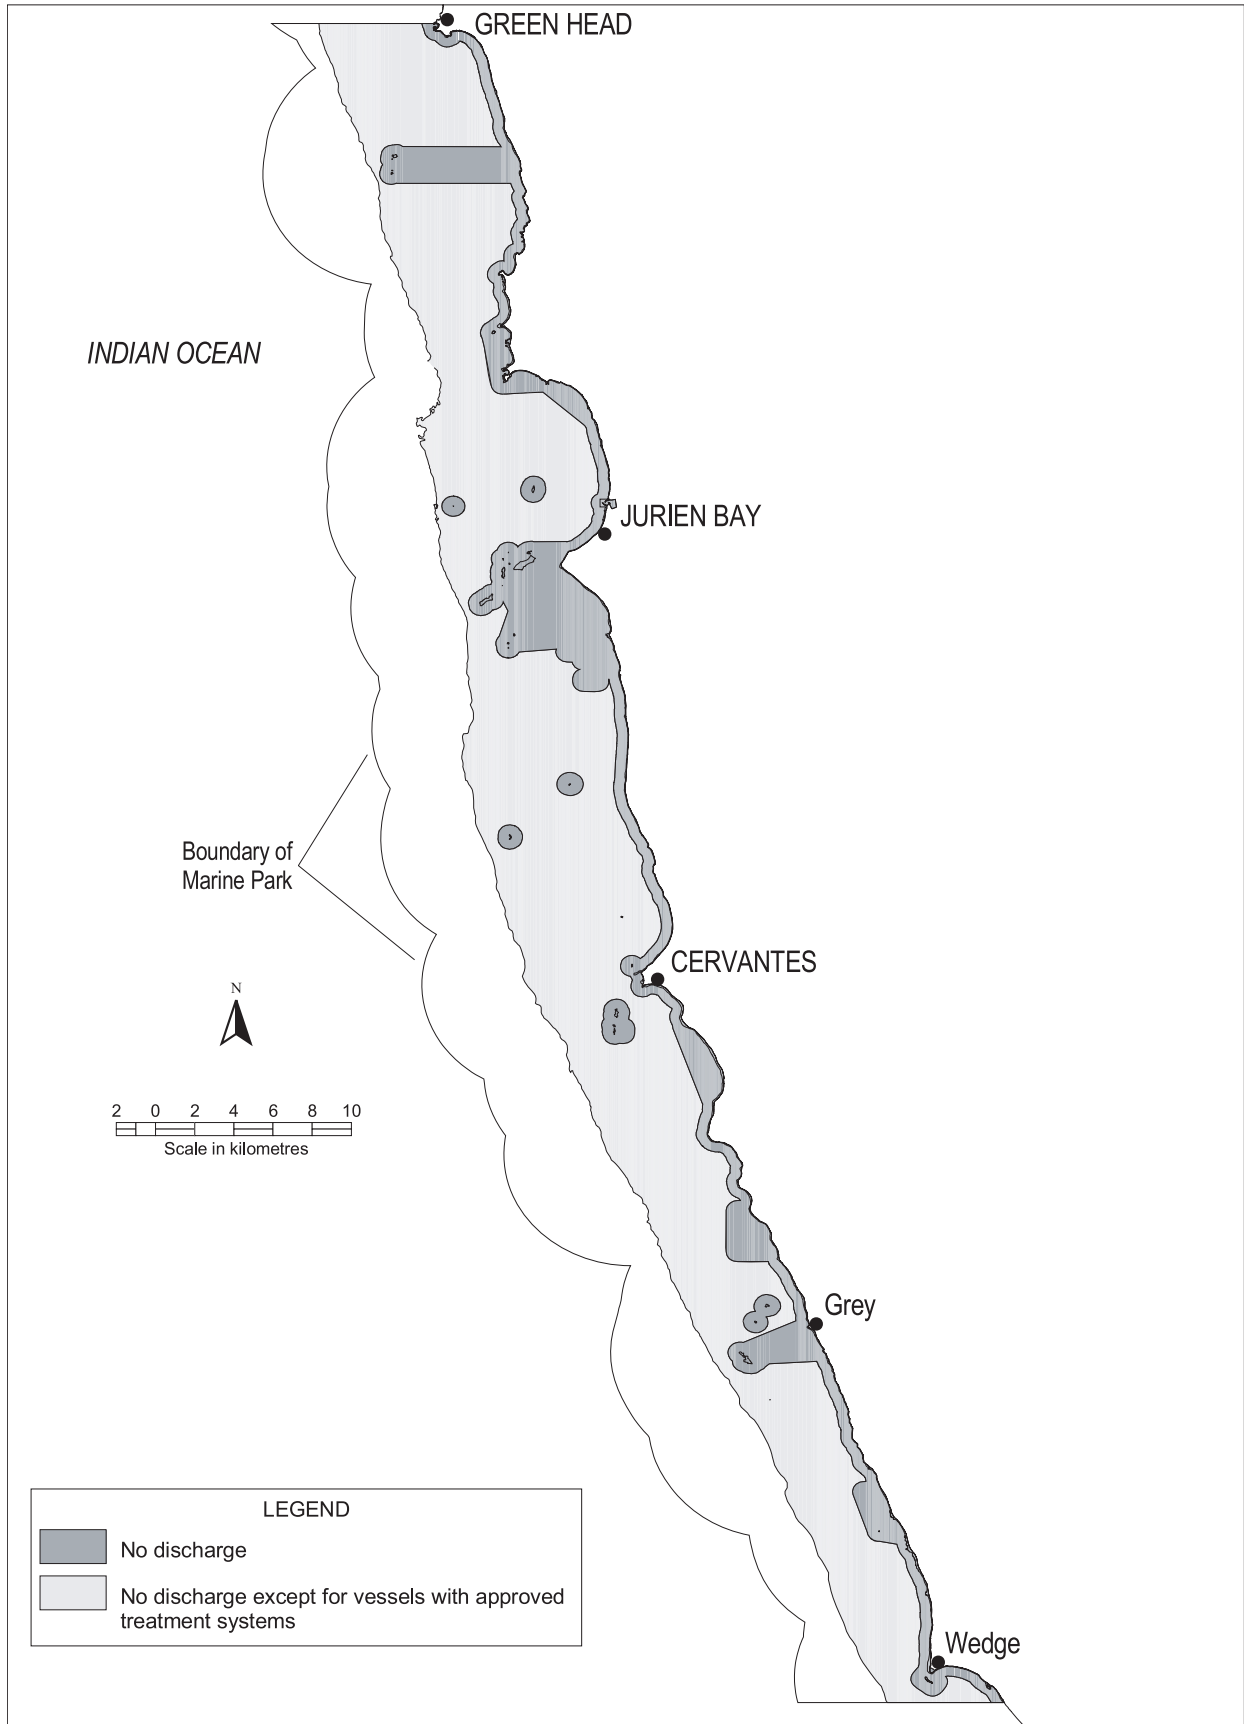 GREEN HEAD
INDIAN OCEAN
JURIEN BAY
Boundary of
Marine Park
CERVANTES
N
2 0 2 4 6 8 10
Scale in kilometres
Grey
LEGEND
No discharge
No discharge except for vessels with approved
treatment systems
Wedge